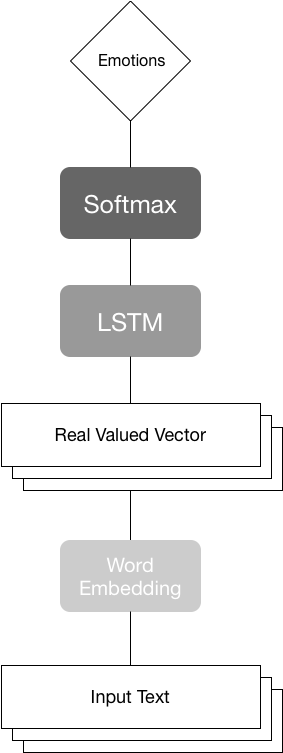 Emotions
Softmax
LSTM
Real Valued Vector
Word
Embedding
Input Text